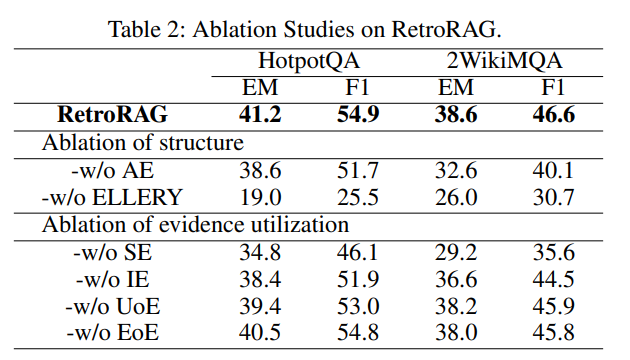 Table 2: Ablation Studies on RetroRAG.
HotpotQA 2WikiMQA
EM F1 EM F1
RetroRAG 41.2 54.9 38.6 46.6
Ablation of structure
-w/o AE 38.6 51.7 32.6 40.1
-w/o ELLERY 19.0 25.5 26.0 30.7
Ablation of evidence utilization
-w/o SE 34.8 46.1 29.2 35.6
-w/o IE 38.4 51.9 36.6 44.5
-w/o UoE 39.4 53.0 38.2 45.9
-w/o EoE 40.5 54.8 38.0 45.8